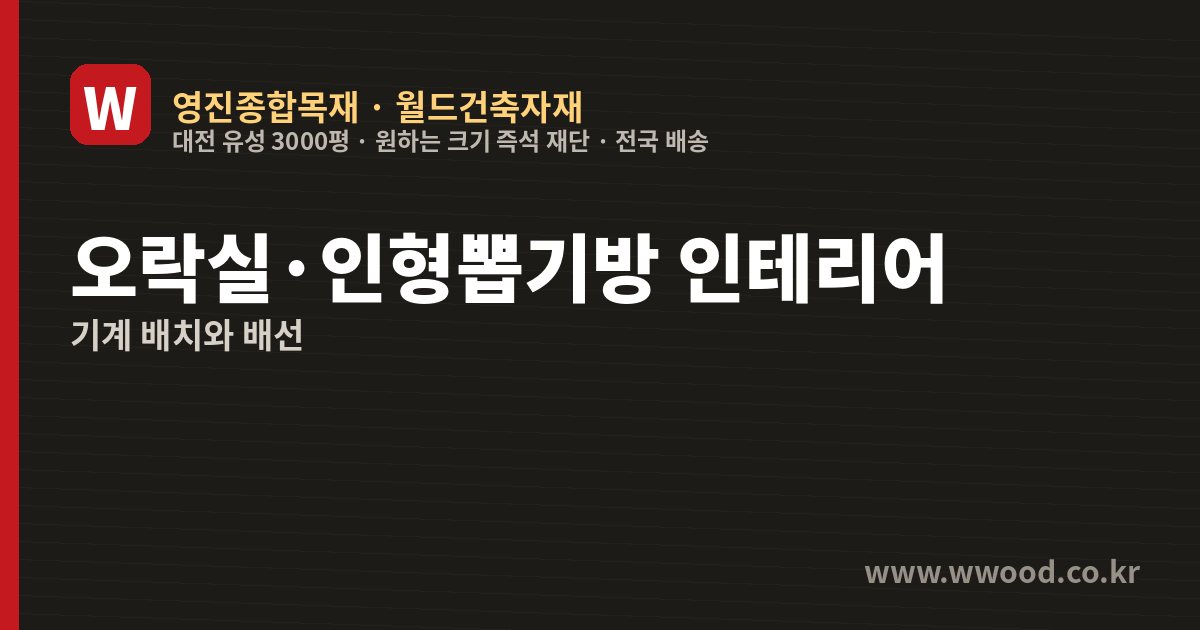 W
영진종합목재 · 월드건축자재
대전 유성 3000평 · 원하는 크기 즉석 재단 · 전국 배송
오락실·인형뽑기방 인테리어
기계 배치와 배선
www.wwood.co.kr